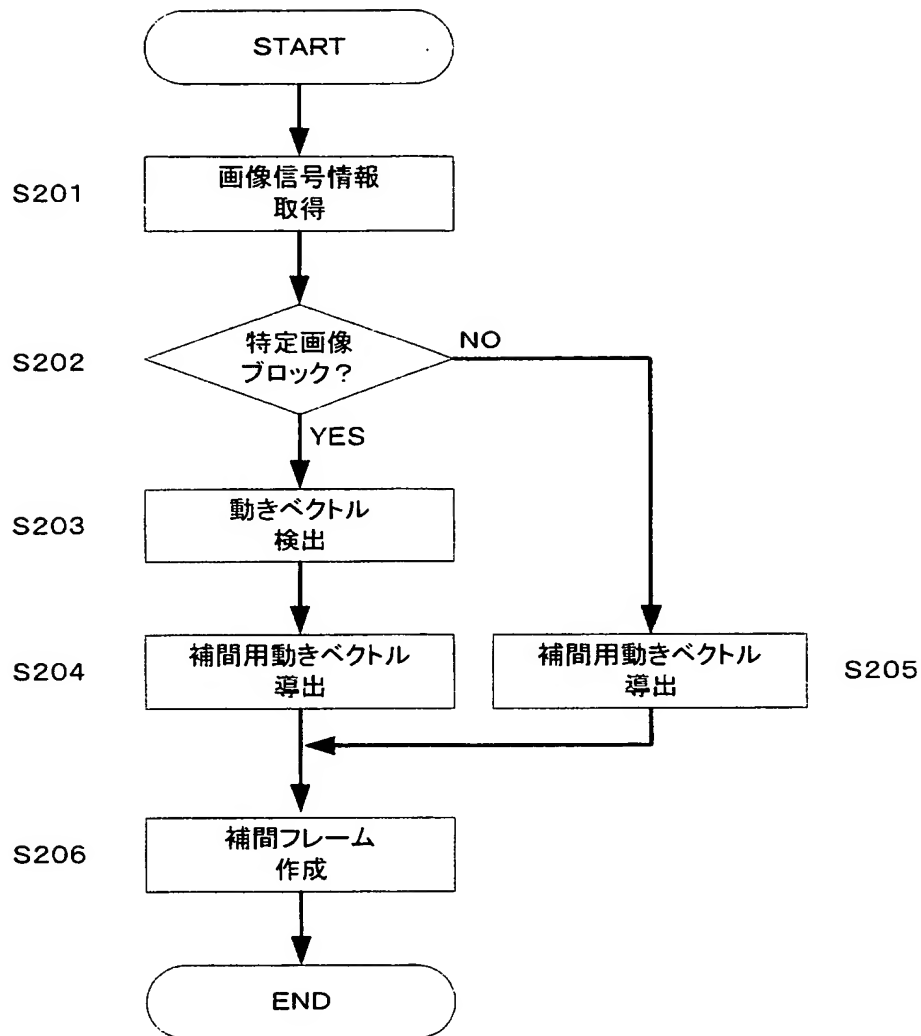 START
S201
画像信号情報
取得
S202
特定画像
ブロック?
NO
YES
S203
動きベクトル
検出
S204
補間用動きベクトル
導出
補間用動きベクトル
導出
S205
S206
補間フレーム
作成
END